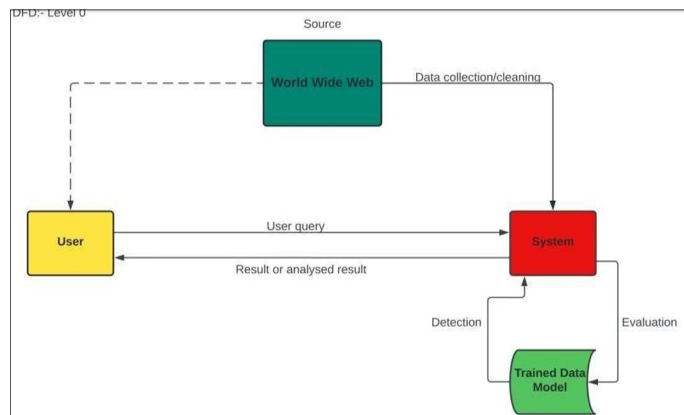 DFD:- Level 0
Source
World Wide Web
Data collection/cleaning
User query
User
System
Result or analysed result
Detection
Evaluation
Trained Data
Model